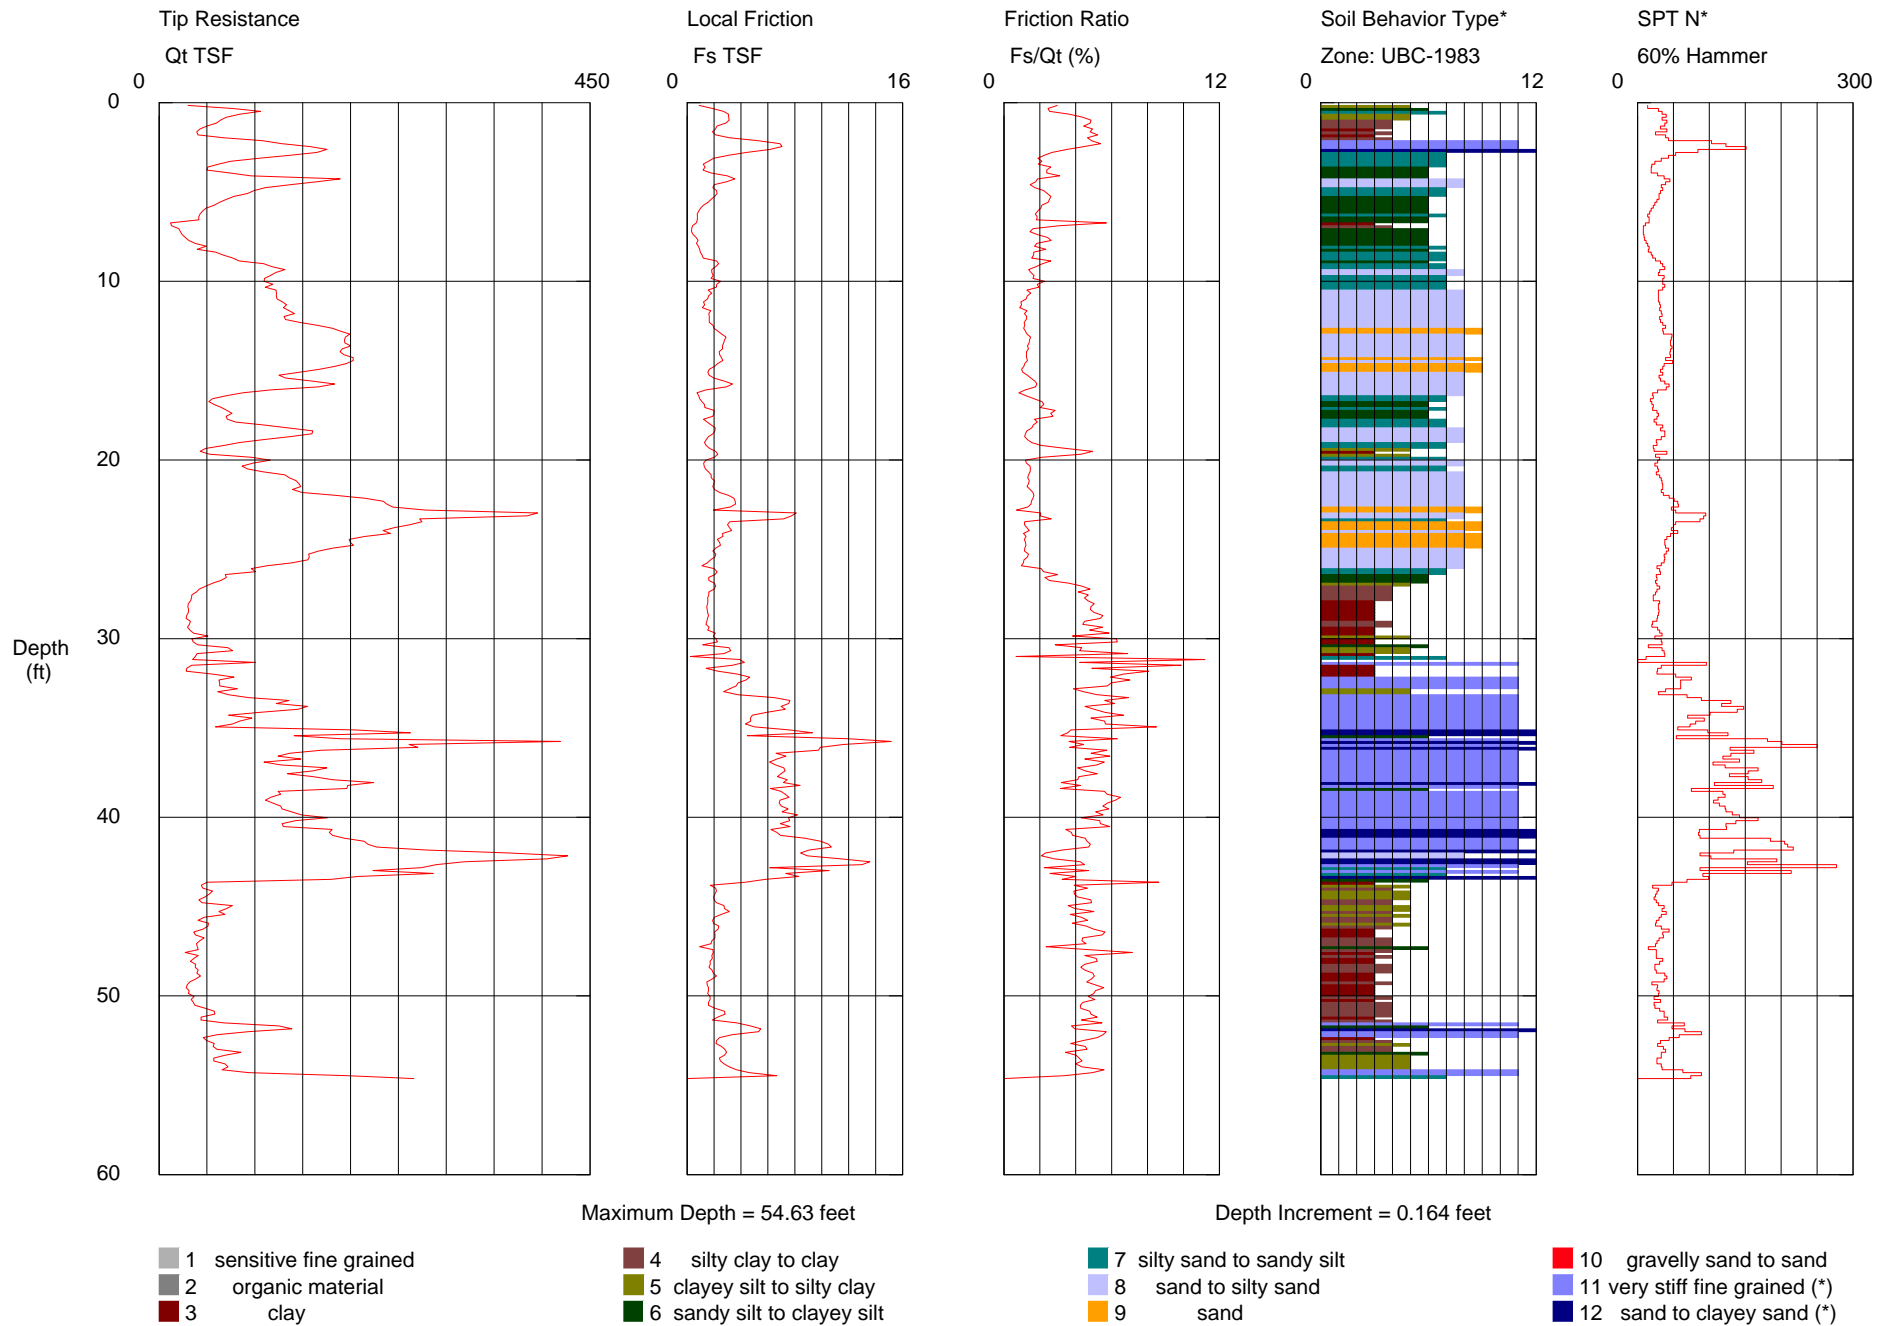 Tip Resistance Local Friction Friction Ratio Soil Behavior Type* SPT N*
Qt TSF Fs TSF Fs/Qt (%) Zone: UBC-1983 60% Hammer
0 450 0 16 0 12 0 12 0 300
0
10
20
30
Depth
(ft)
40
50
60
Maximum Depth = 54.63 feet Depth Increment = 0.164 feet
1 sensitive fine grained 4 silty clay to clay 7 silty sand to sandy silt 10 gravelly sand to sand
2 organic material 5 clayey silt to silty clay 8 sand to silty sand 11 very stiff fine grained (*)
3 clay 6 sandy silt to clayey silt 9 sand 12 sand to clayey sand (*)